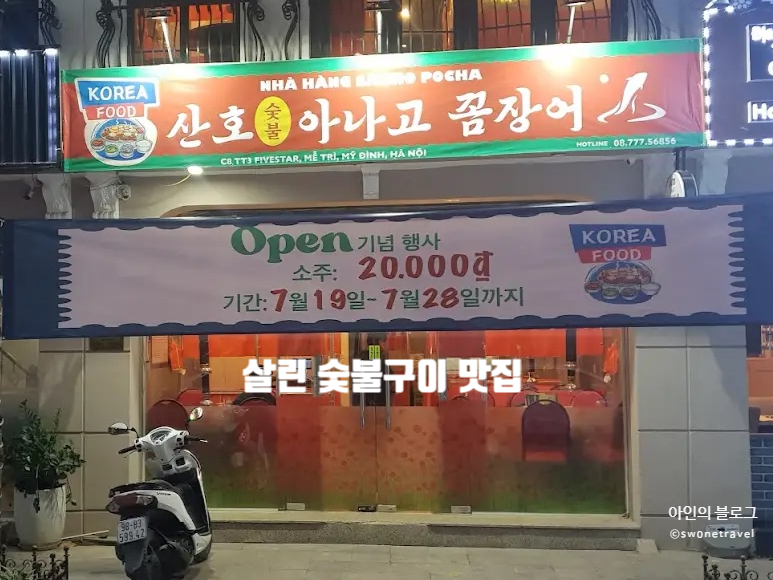 NHÀ HÀNG SANHO POCHA
KOREA
FOOD
산호 숯불 아나고 꼼장어
C8, TT3 FIVESTAR, MỄ TRÌ, MỸ ĐÌNH, HÀ NỘI
HOTLINE 08.777.56856
Open 기념 행사
소주: 20.000đ
기간: 7월 19일~ 7월 28일까지
KOREA
FOOD
살린 숯불구이 맛집
아인의 블로그
©swonetravel